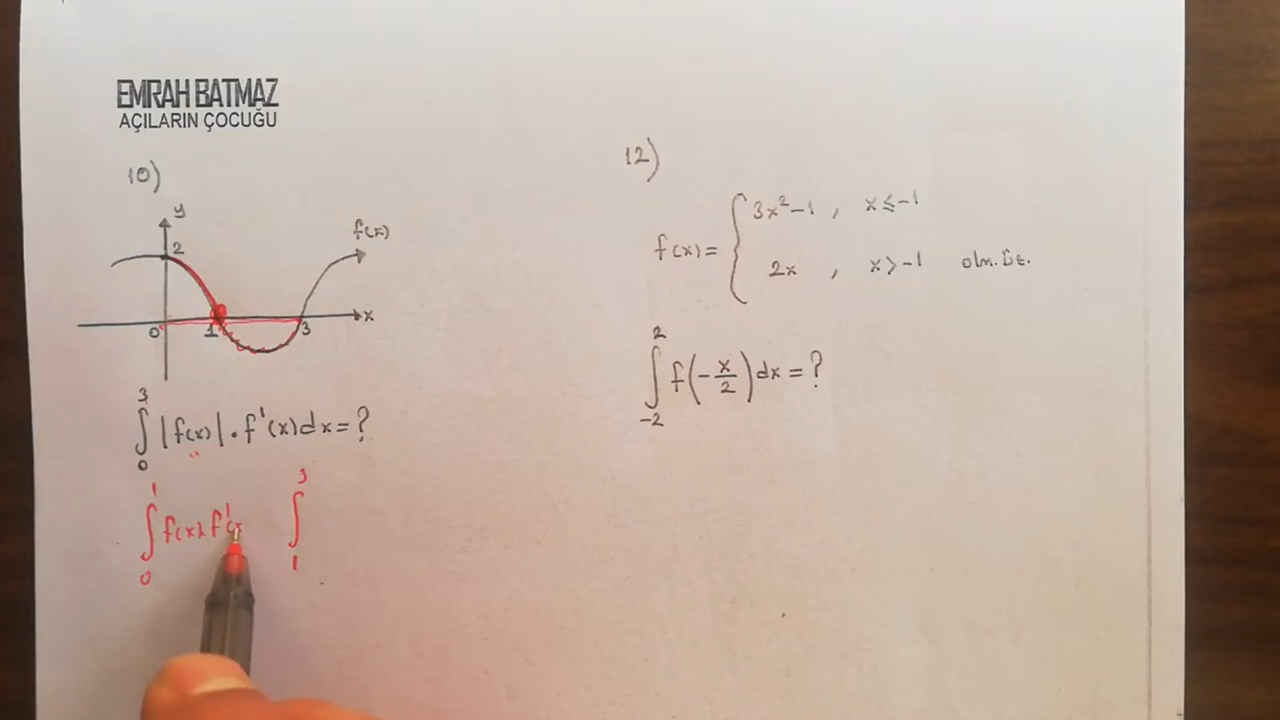 EMRAH BATMAZ
AÇILARIN ÇOCUĞU
10)
y
2
f(x)
0 1 3 x
3
∫ |f(x)| . f'(x)dx = ?
0
1 3
∫ f(x). f'(x ∫
0 1
12)
f(x) = { 3x²-1 , x ≤ -1
2x , x > -1 olm. üz.
2
∫ f(-x/2)dx = ?
-2